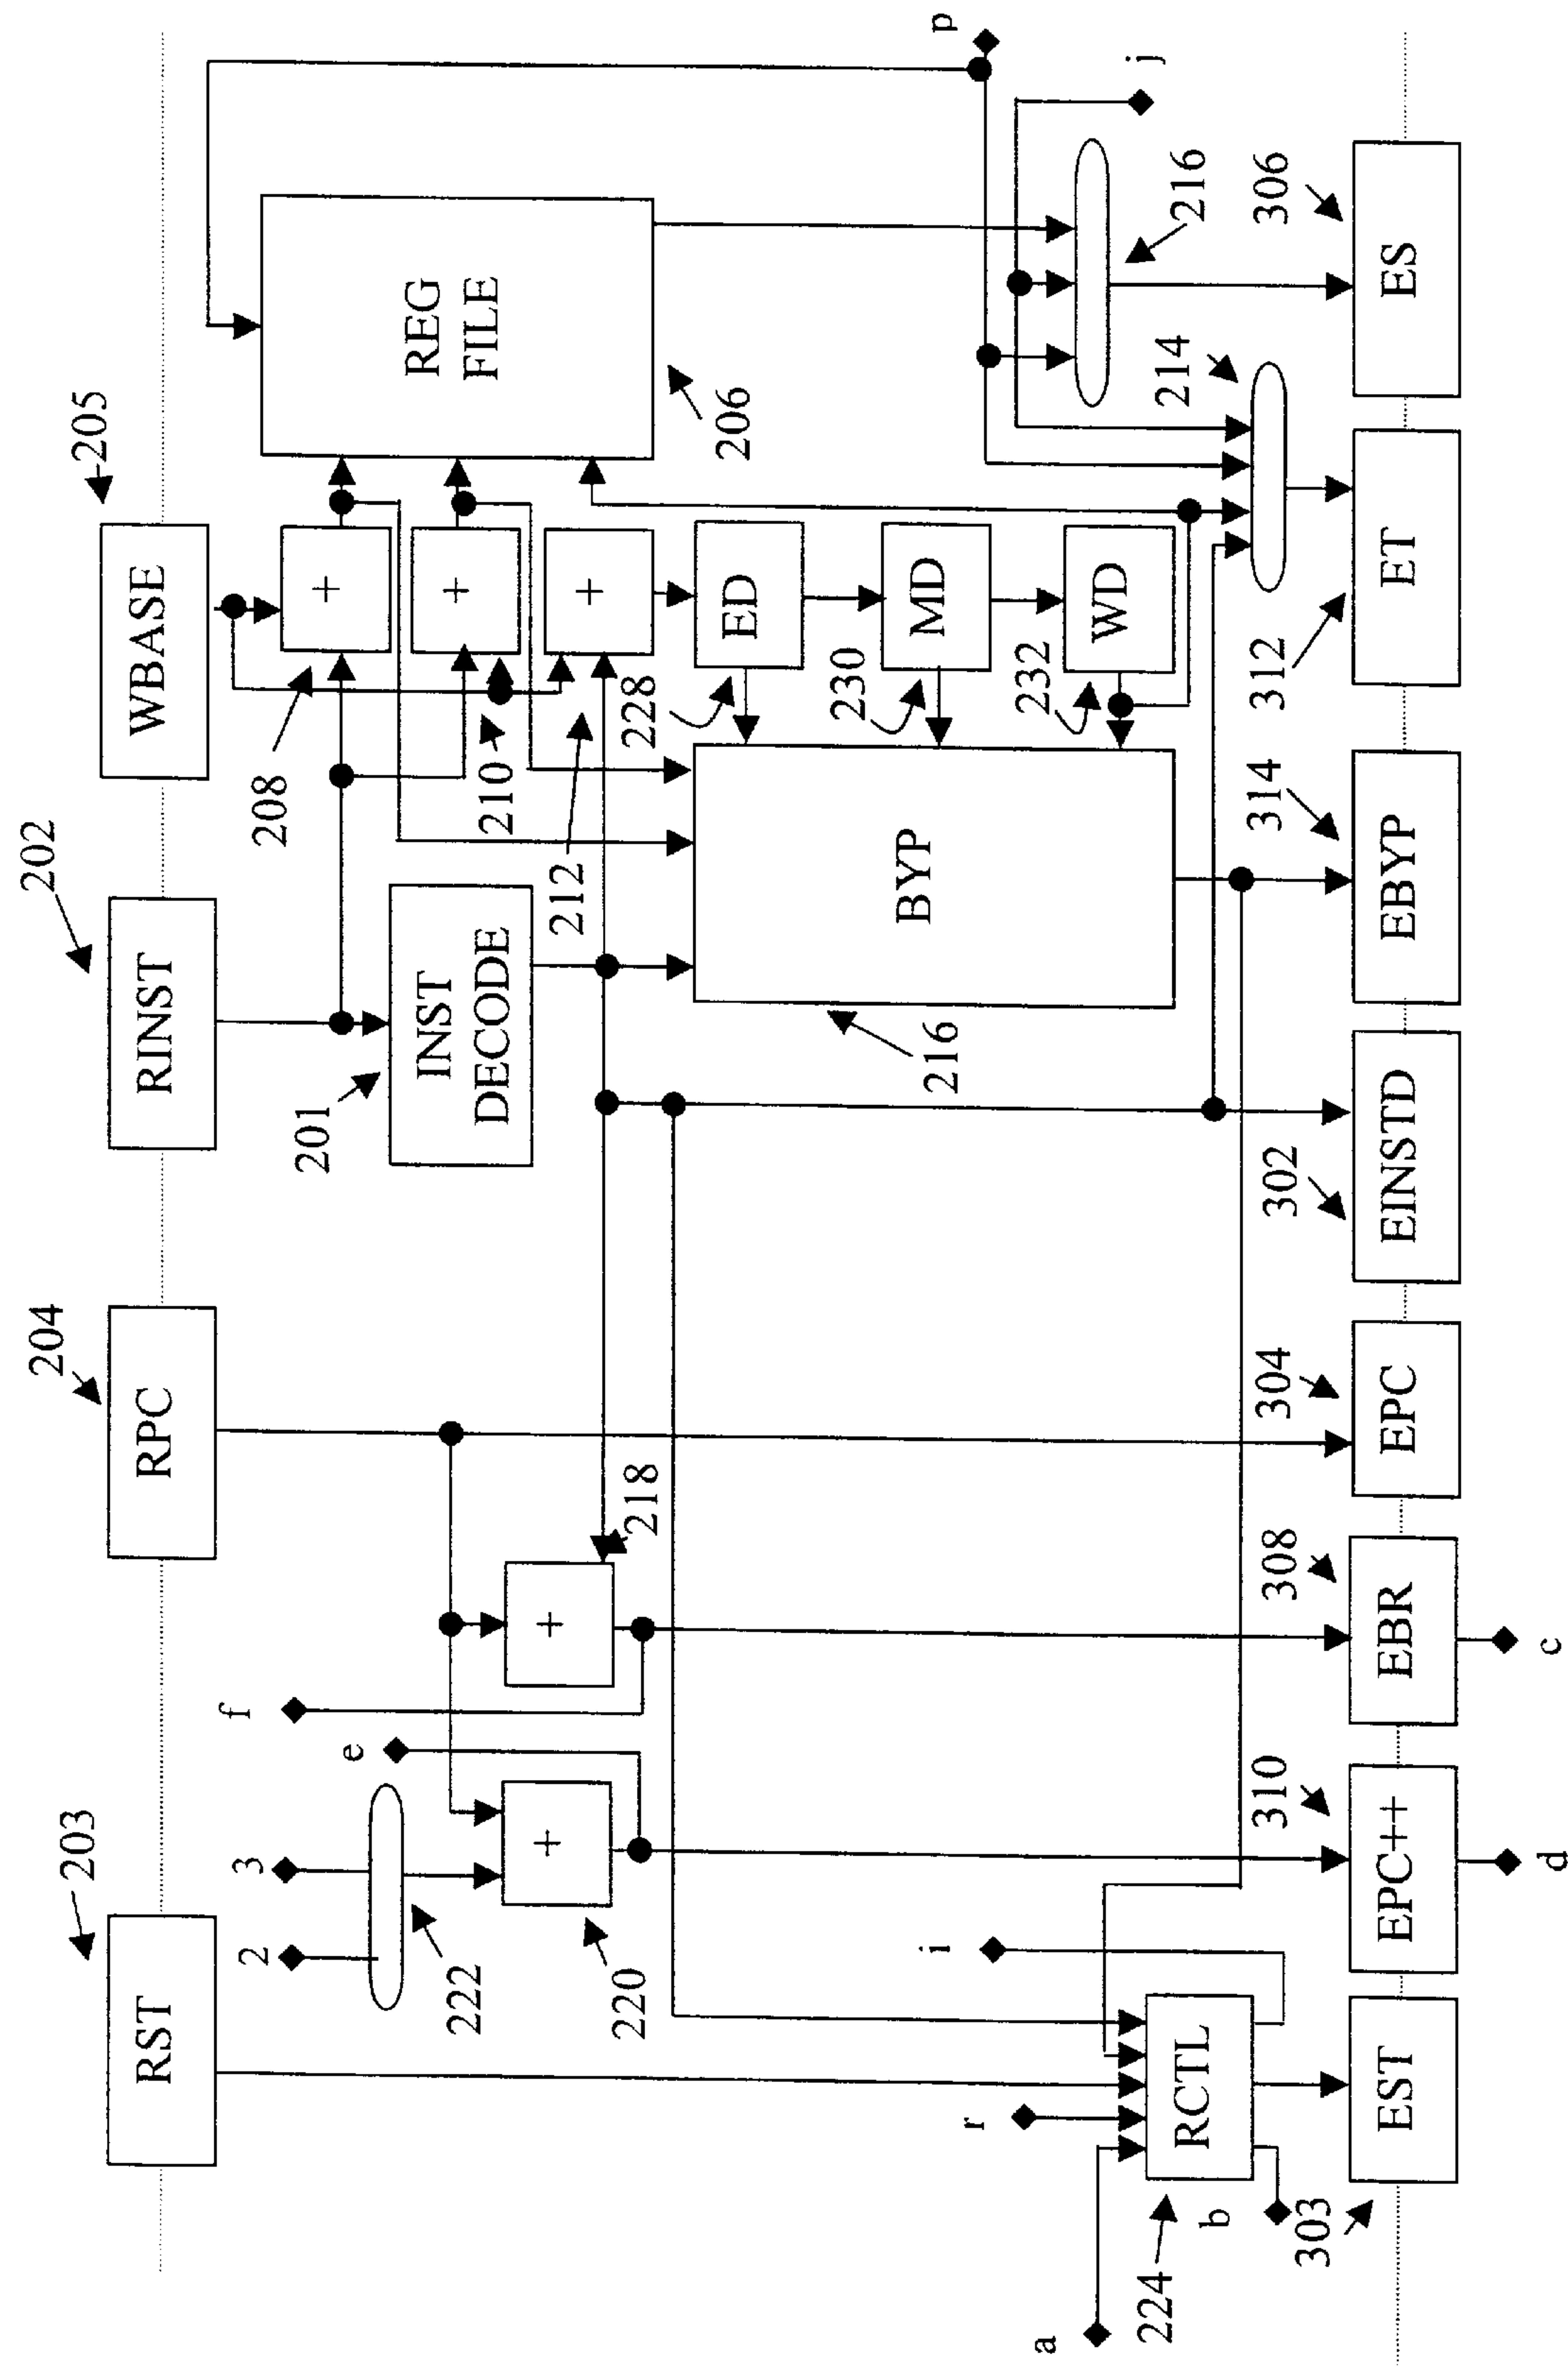 203
RST
204
RPC
202
RINST
205
WBASE
2
3
222
e
f
220
+
218
+
201
INST
DECODE
208
+
210
+
212
+
REG
FILE
206
228
ED
230
MD
232
WD
BYP
216
p
j
216
214
a
r
i
b
224
RCTL
303
EST
310
EPC++
d
308
EBR
c
304
EPC
302
EINSTD
314
EBYP
312
ET
306
ES